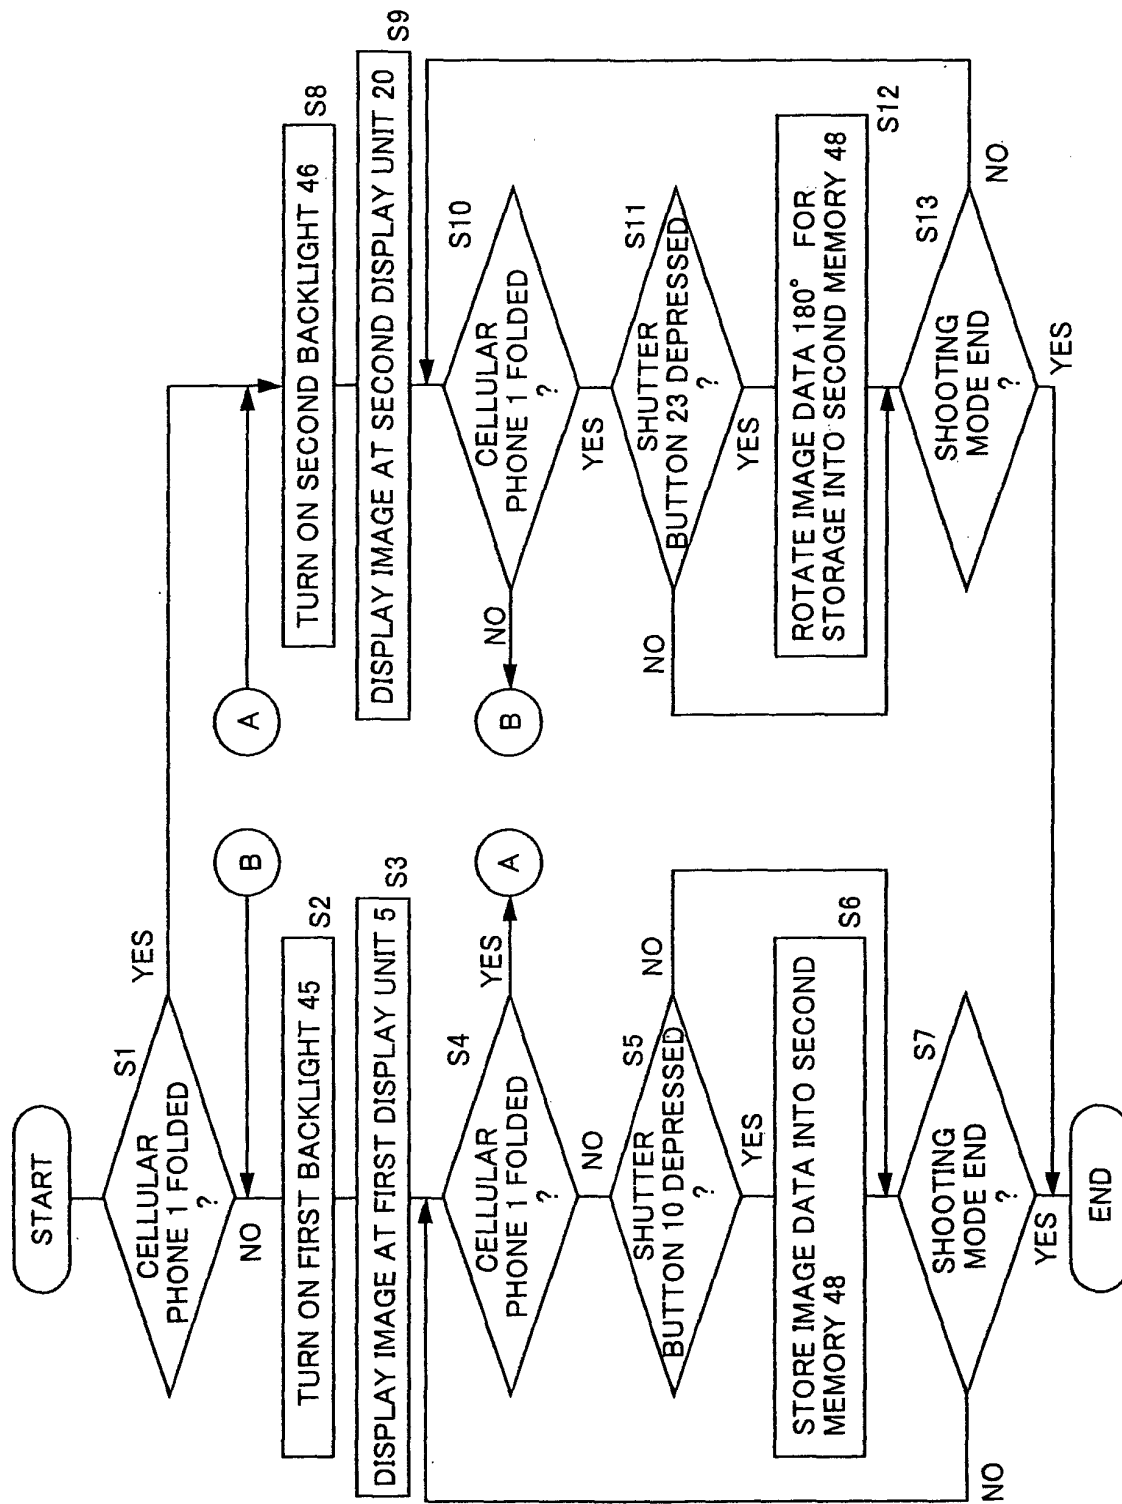 START
S1
CELLULAR
PHONE 1 FOLDED
?
YES
NO
B
S2
TURN ON FIRST BACKLIGHT 45
S3
DISPLAY IMAGE AT FIRST DISPLAY UNIT 5
S4
CELLULAR
PHONE 1 FOLDED
?
YES
A
NO
S5
SHUTTER
BUTTON 10 DEPRESSED
?
NO
YES
S6
STORE IMAGE DATA INTO SECOND
MEMORY 48
S7
SHOOTING
MODE END
?
NO
YES
END
A
S8
TURN ON SECOND BACKLIGHT 46
S9
DISPLAY IMAGE AT SECOND DISPLAY UNIT 20
S10
CELLULAR
PHONE 1 FOLDED
?
NO
B
YES
S11
SHUTTER
BUTTON 23 DEPRESSED
?
NO
YES
S12
ROTATE IMAGE DATA 180° FOR
STORAGE INTO SECOND MEMORY 48
S13
SHOOTING
MODE END
?
NO
YES